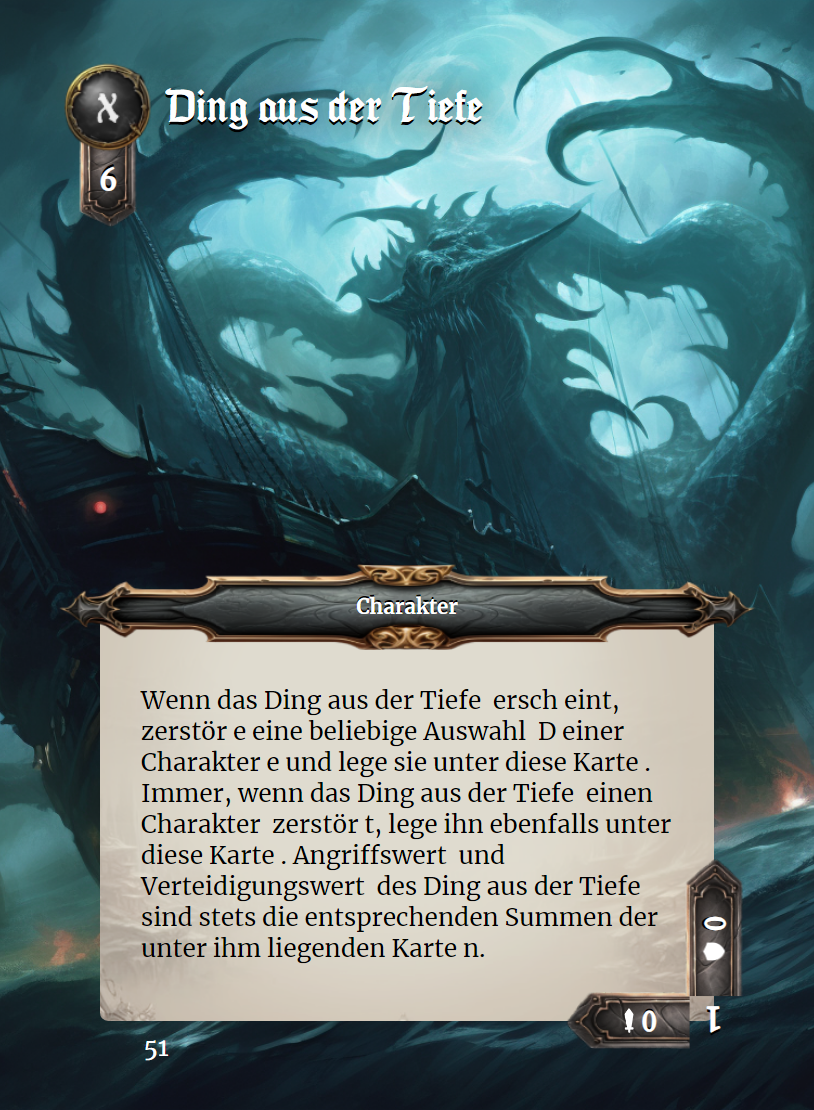 א
Ding aus der Tiefe
6
Charakter
Wenn das Ding aus der Tiefe  ersch eint,
zerstör e eine beliebige Auswahl  D einer
Charakter e und lege sie unter diese Karte .
Immer, wenn das Ding aus der Tiefe  einen
Charakter  zerstör t, lege ihn ebenfalls unter
diese Karte . Angriffswert  und
Verteidigungswert  des Ding aus der Tiefe
sind stets die entsprechenden Summen der
unter ihm liegenden Karte n.
0
0
1
51